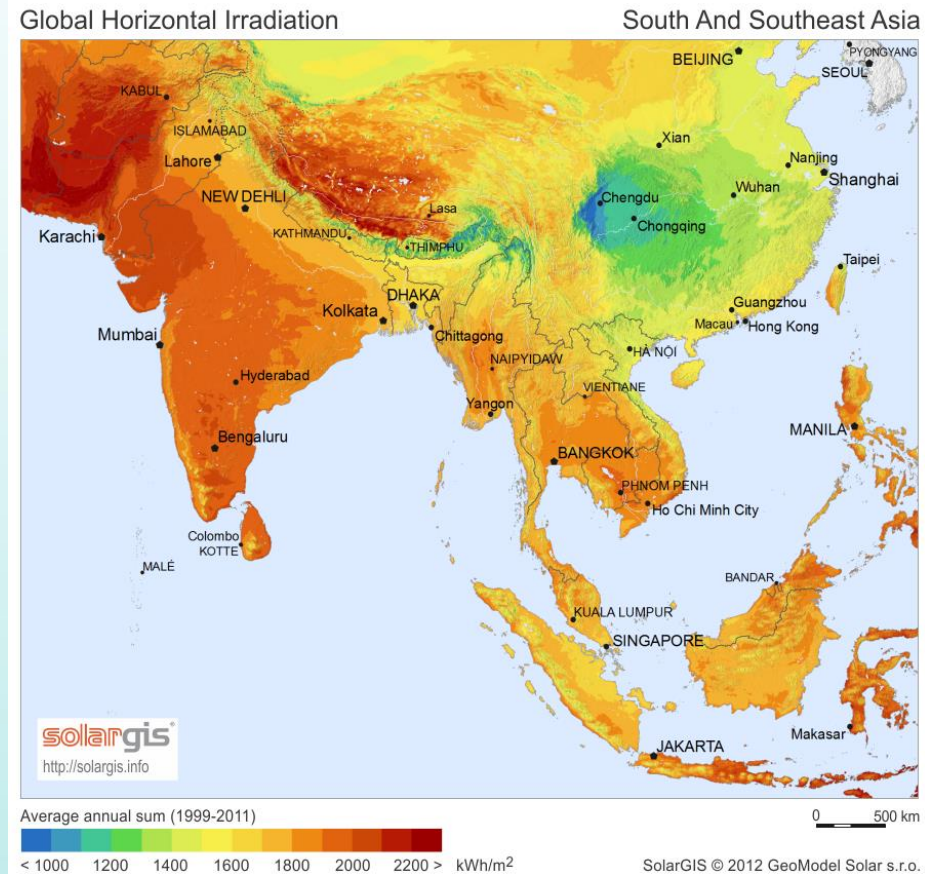 Global Horizontal Irradiation
South And Southeast Asia
BEIJING
PYONGYANG
SEOUL
KABUL
ISLAMABAD
Lahore
Xian
Nanjing
Shanghai
NEW DEHLI
Chengdu
Wuhan
Lasa
Chongqing
Karachi
KATHMANDU
THIMPHU
Taipei
DHAKA
Kolkata
Guangzhou
Mumbai
Chittagong
Macau
Hong Kong
HÀ NỘI
NAIPYIDAW
Hyderabad
VIENTIANE
Yangon
MANILA
Bengaluru
BANGKOK
PHNOM PENH
Ho Chi Minh City
Colombo
KOTTE
MALÉ
BANDAR
KUALA LUMPUR
SINGAPORE
solargis
http://solargis.info
Makasar
JAKARTA
Average annual sum (1999-2011)
0 500 km
< 1000 1200 1400 1600 1800 2000 2200 > kWh/m²
SolarGIS © 2012 GeoModel Solar s.r.o.